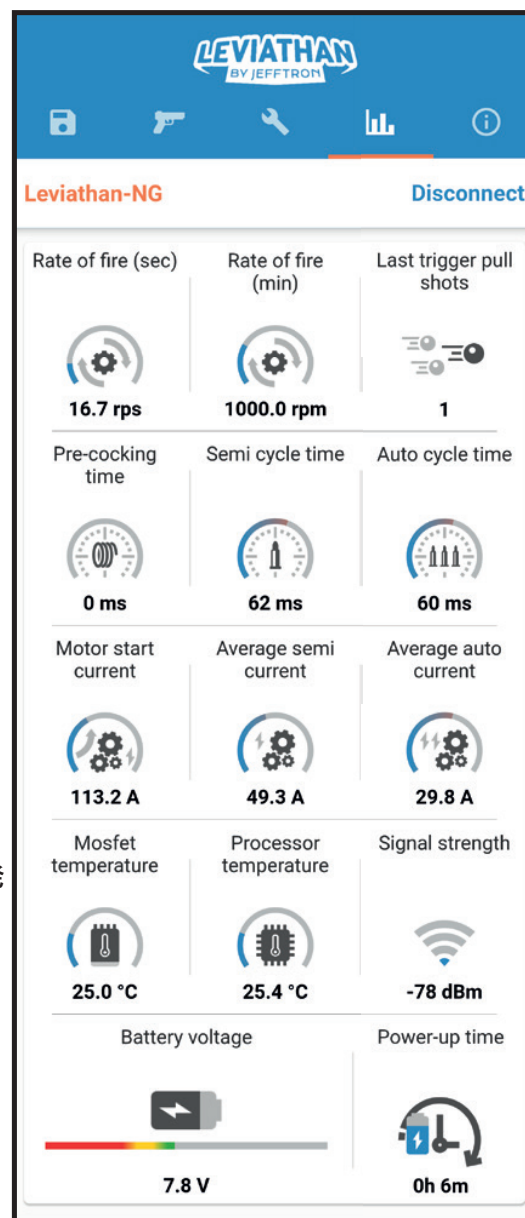 LEVIATHAN
BY JEFFTRON
Leviathan-NG
Disconnect
Rate of fire (sec)
16.7 rps
Rate of fire
(min)
1000.0 rpm
Last trigger pull
shots
1
Pre-cocking
time
0 ms
Semi cycle time
62 ms
Auto cycle time
60 ms
Motor start
current
113.2 A
Average semi
current
49.3 A
Average auto
current
29.8 A
Mosfet
temperature
25.0 °C
Processor
temperature
25.4 °C
Signal strength
-78 dBm
Battery voltage
7.8 V
Power-up time
0h 6m